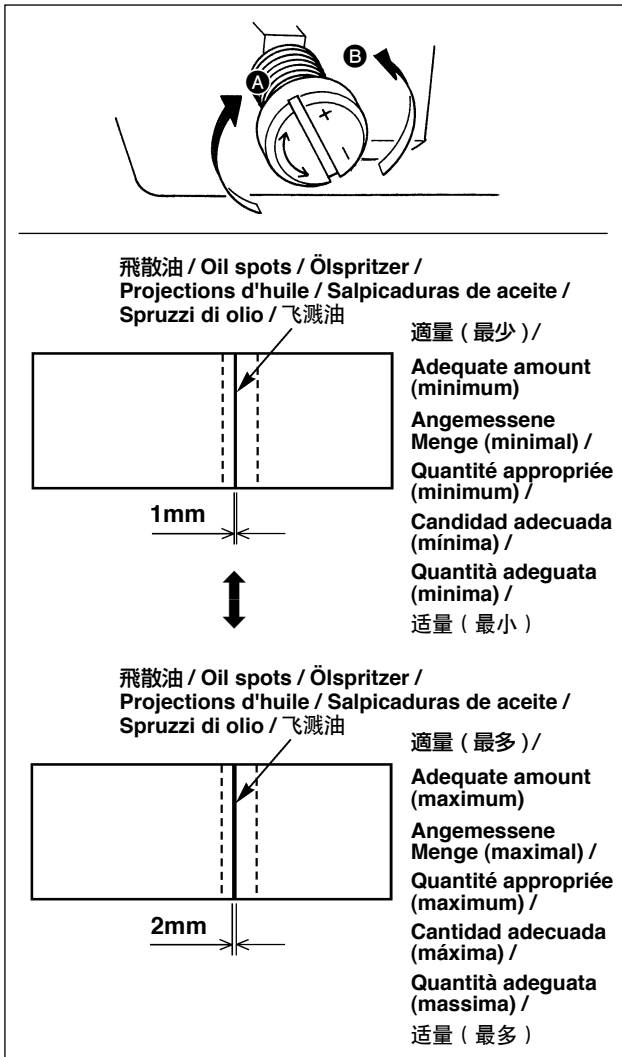 A
B
+
−
飛散油 / Oil spots / Ölspritzer /
Projections d'huile / Salpicaduras de aceite /
Spruzzi di olio / 飞溅油
適量 ( 最少 ) /
Adequate amount
(minimum)
Angemessene
Menge (minimal) /
Quantité appropriée
(minimum) /
Candidad adecuada
(mínima) /
Quantità adeguata
(minima) /
适量 ( 最小 )
1mm
飛散油 / Oil spots / Ölspritzer /
Projections d'huile / Salpicaduras de aceite /
Spruzzi di olio / 飞溅油
適量 ( 最多 ) /
Adequate amount
(maximum)
Angemessene
Menge (maximal) /
Quantité appropriée
(maximum) /
Cantidad adecuada
(máxima) /
Quantità adeguata
(massima) /
适量 ( 最多 )
2mm